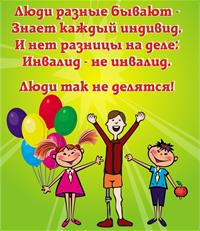 Люди разные бывают -
Знает каждый индивид,
И нет разницы на деле:
Инвалид - не инвалид.
Люди так не делятся!